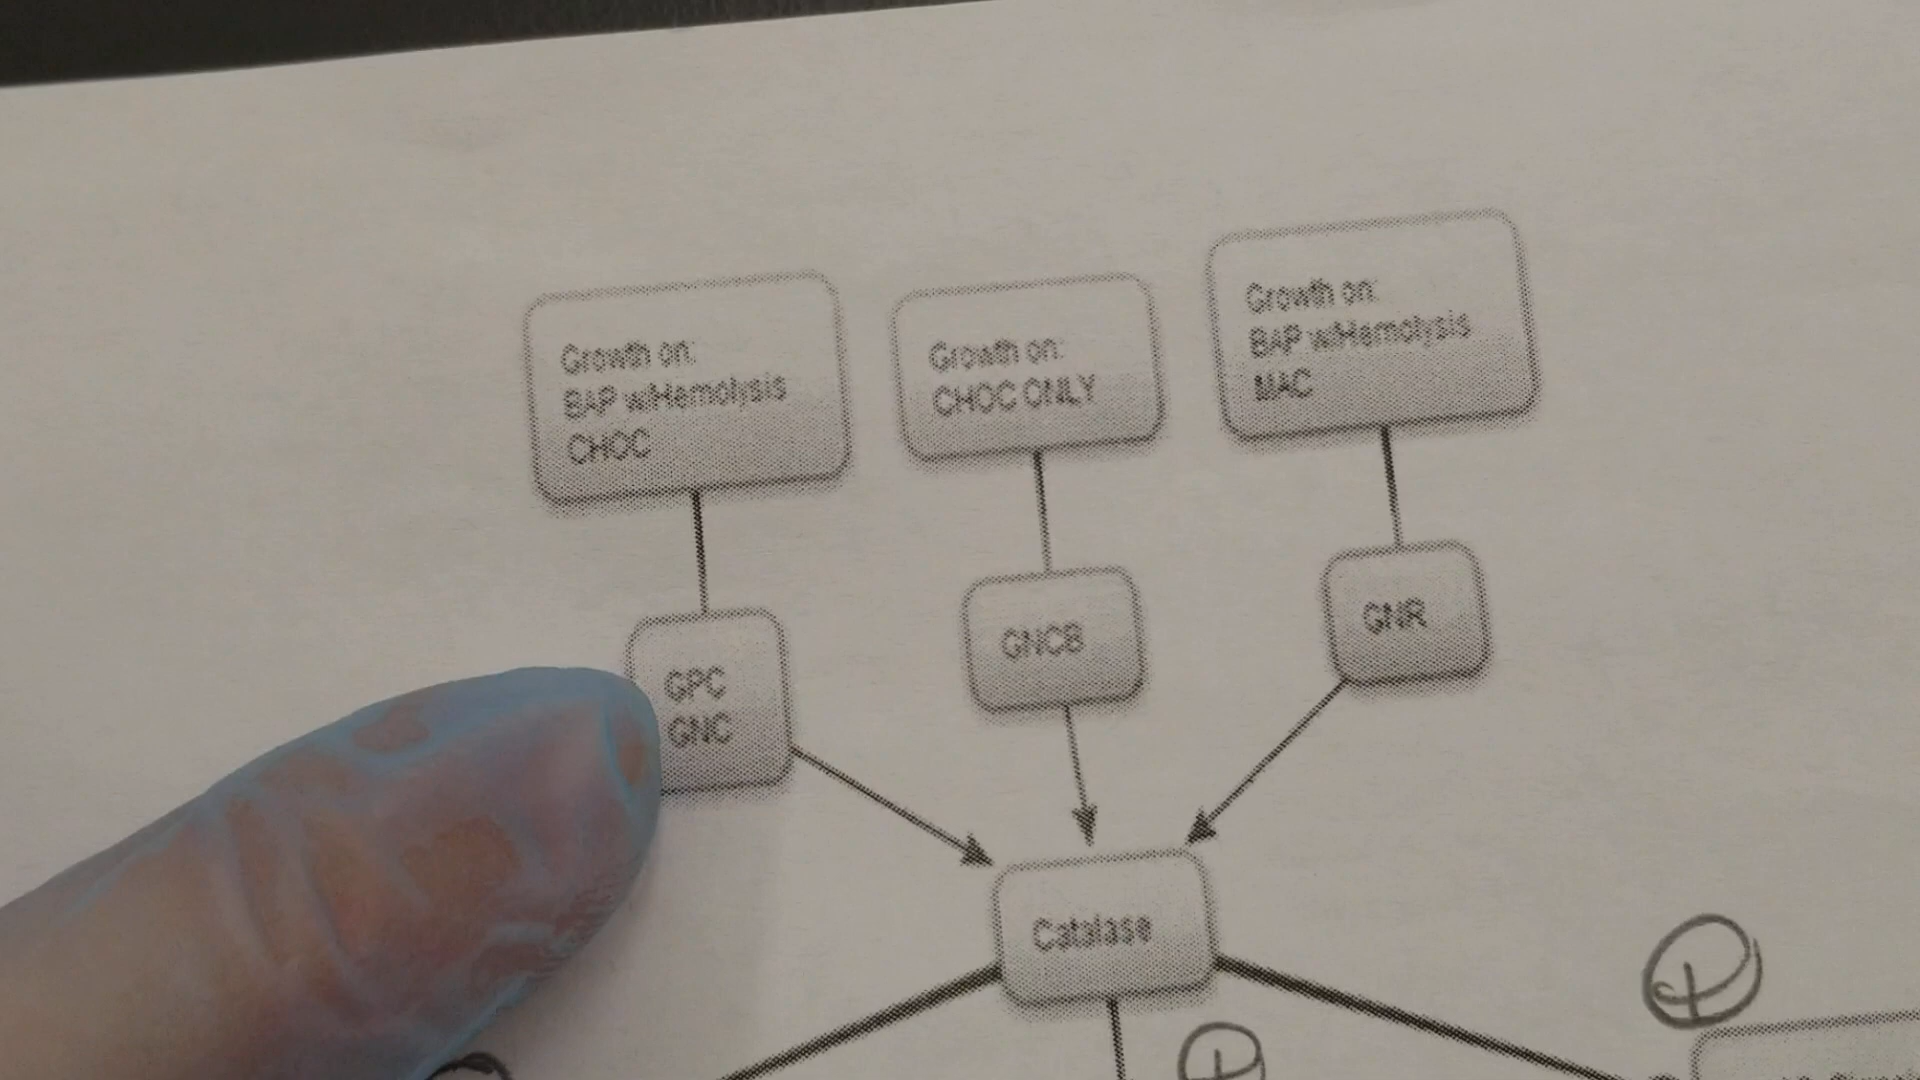 Growth on:
BAP w/Hemolysis
CHOC
Growth on:
CHOC ONLY
Growth on:
BAP w/Hemolysis
MAC
GPC
GNC
GNCB
GNR
Catalase
+
+